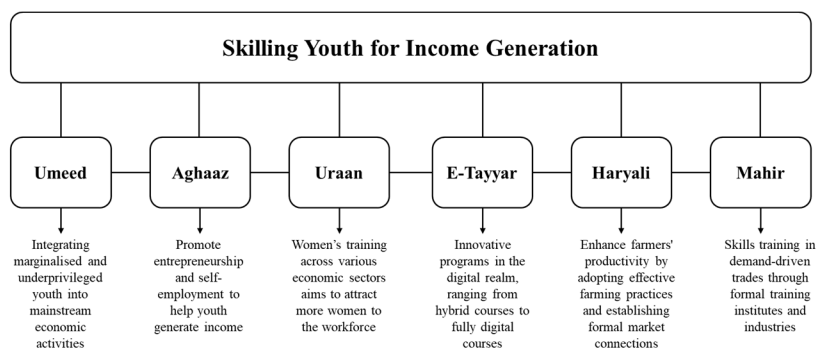 Skilling Youth for Income Generation
Umeed
Aghaaz
Uraan
E-Tayyar
Haryali
Mahir
Integrating
marginalised and
underprivileged
youth into
mainstream
economic
activities
Promote
entrepreneurship
and self-
employment to
help youth
generate income
Women's training
across various
economic sectors
aims to attract
more women to
the workforce
Innovative
programs in the
digital realm,
ranging from
hybrid courses to
fully digital
courses
Enhance farmers'
productivity by
adopting effective
farming practices
and establishing
formal market
connections
Skills training in
demand-driven
trades through
formal training
institutes and
industries